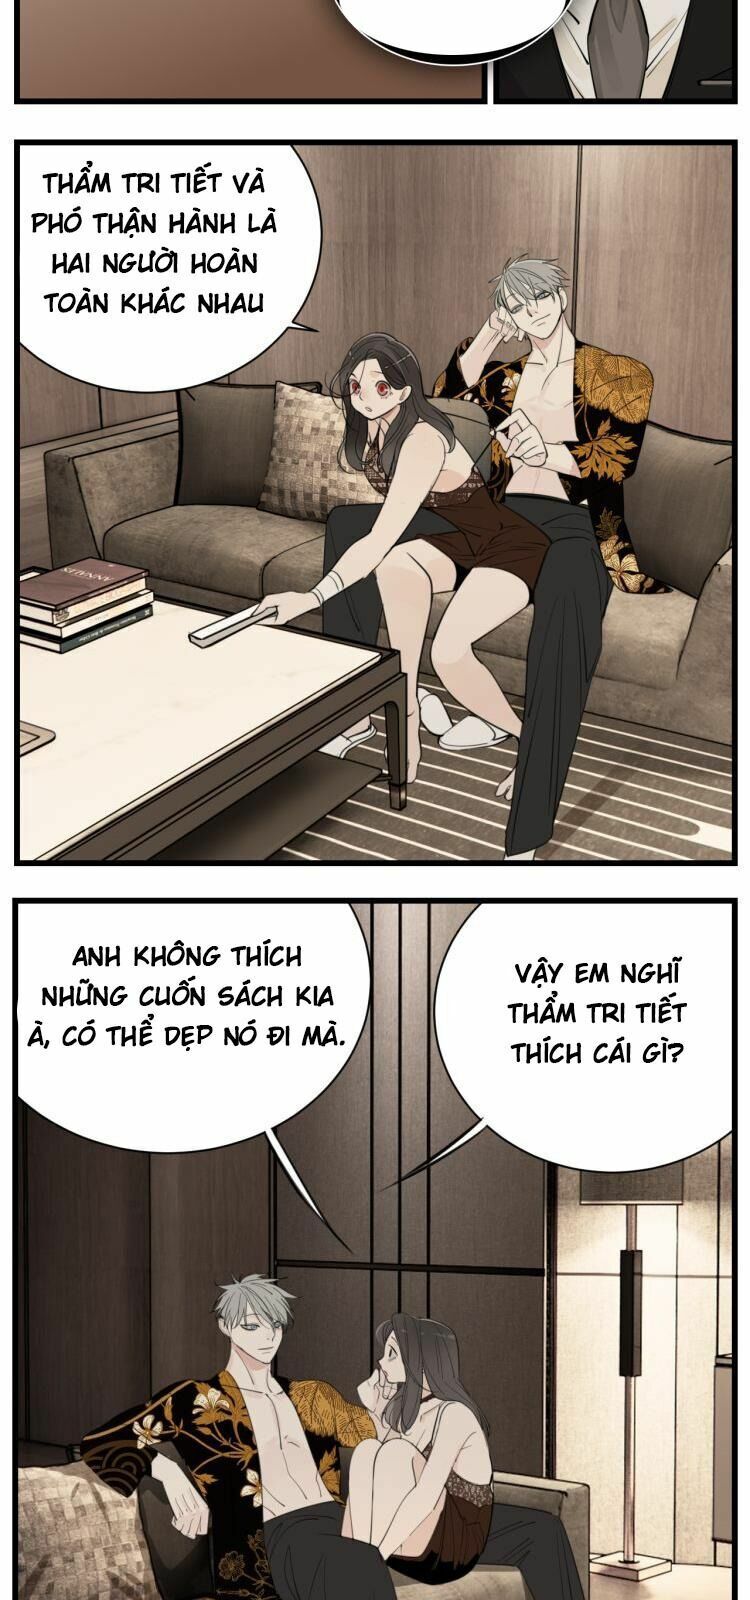 THẨM TRI TIẾT VÀ
PHÓ THẬN HÀNH LÀ
HAI NGƯỜI HOÀN
TOÀN KHÁC NHAU
ANH KHÔNG THÍCH
NHỮNG CUỐN SÁCH KIA
À, CÓ THỂ DẸP NÓ ĐI MÀ.
VẬY EM NGHĨ
THẨM TRI TIẾT
THÍCH CÁI GÌ?